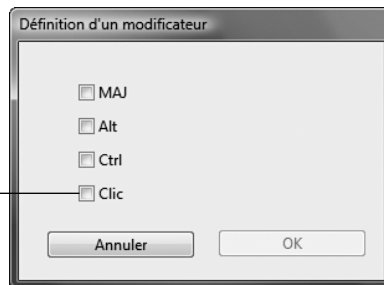 Définition d'un modificateur
MAJ
Alt
Ctrl
Clic
Annuler
OK